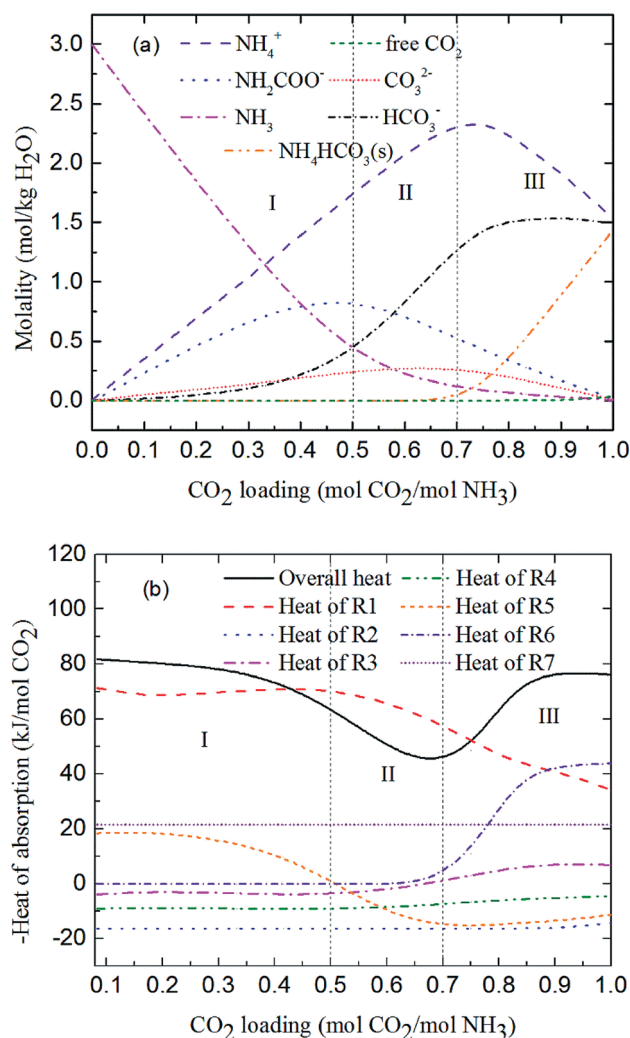 (a)
NH₄⁺
free CO₂
NH₂COO⁻
CO₃²⁻
NH₃
HCO₃⁻
NH₄HCO₃(s)
I
II
III
3.0
2.5
2.0
1.5
1.0
0.5
0.0
Molality (mol/kg H₂O)
0.0 0.1 0.2 0.3 0.4 0.5 0.6 0.7 0.8 0.9 1.0
CO₂ loading (mol CO₂/mol NH₃)
(b)
Overall heat
Heat of R4
Heat of R1
Heat of R5
Heat of R2
Heat of R6
Heat of R3
Heat of R7
I
II
III
120
100
80
60
40
20
0
-20
-Heat of absorption (kJ/mol CO₂)
0.1 0.2 0.3 0.4 0.5 0.6 0.7 0.8 0.9 1.0
CO₂ loading (mol CO₂/mol NH₃)